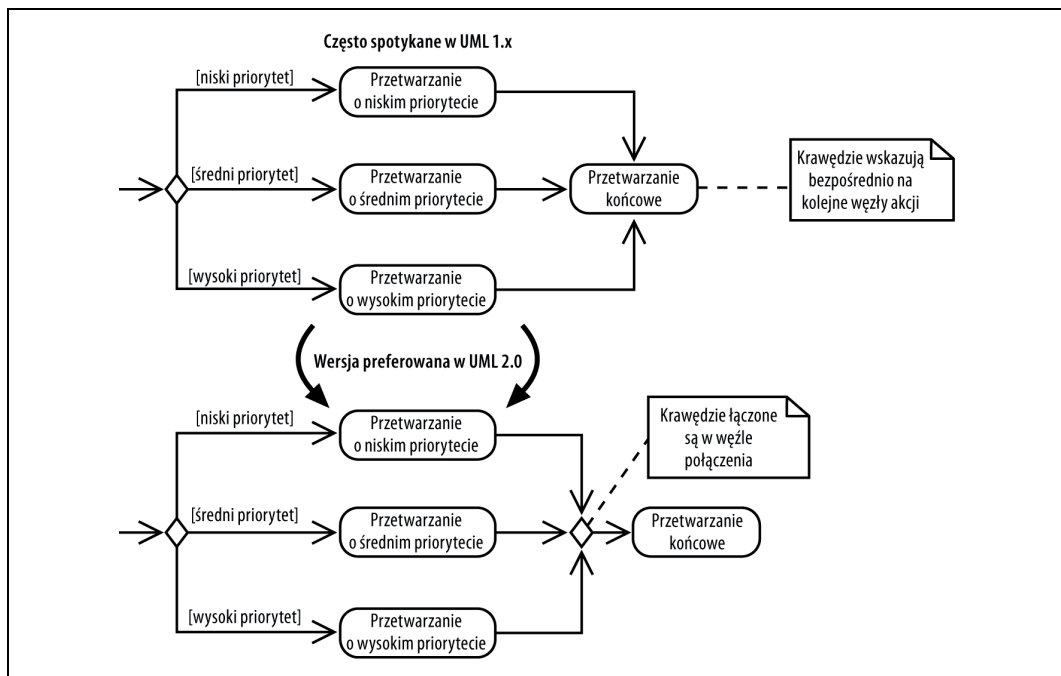 Często spotykane w UML 1.x
[niski priorytet]
Przetwarzanie
o niskim priorytecie
[średni priorytet]
Przetwarzanie
o średnim priorytecie
Przetwarzanie
końcowe
Krawędzie wskazują
bezpośrednio na
kolejne węzły akcji
[wysoki priorytet]
Przetwarzanie
o wysokim priorytecie
Wersja preferowana w UML 2.0
[niski priorytet]
Przetwarzanie
o niskim priorytecie
Krawędzie łączone
są w węźle
połączenia
[średni priorytet]
Przetwarzanie
o średnim priorytecie
Przetwarzanie
końcowe
[wysoki priorytet]
Przetwarzanie
o wysokim priorytecie